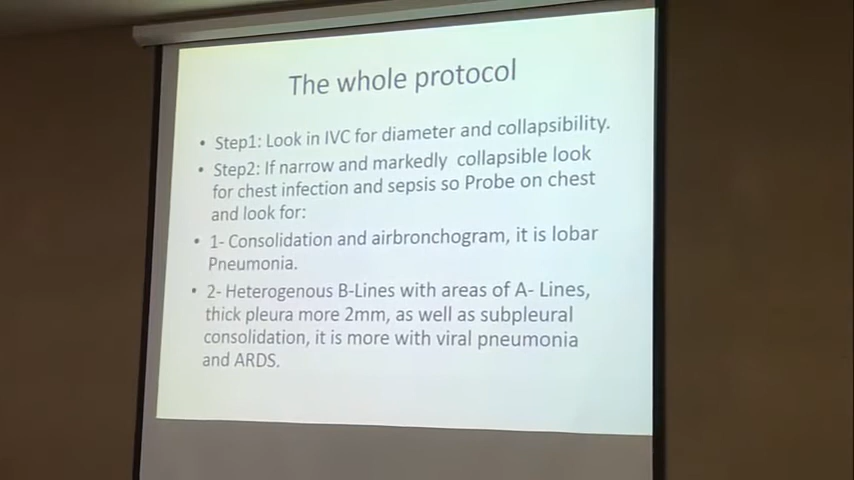 The whole protocol
• Step1: Look in IVC for diameter and collapsibility.
• Step2: If narrow and markedly collapsible look
for chest infection and sepsis so Probe on chest
and look for:
• 1- Consolidation and airbronchogram, it is lobar
Pneumonia.
• 2- Heterogenous B-Lines with areas of A- Lines,
thick pleura more 2mm, as well as subpleural
consolidation, it is more with viral pneumonia
and ARDS.